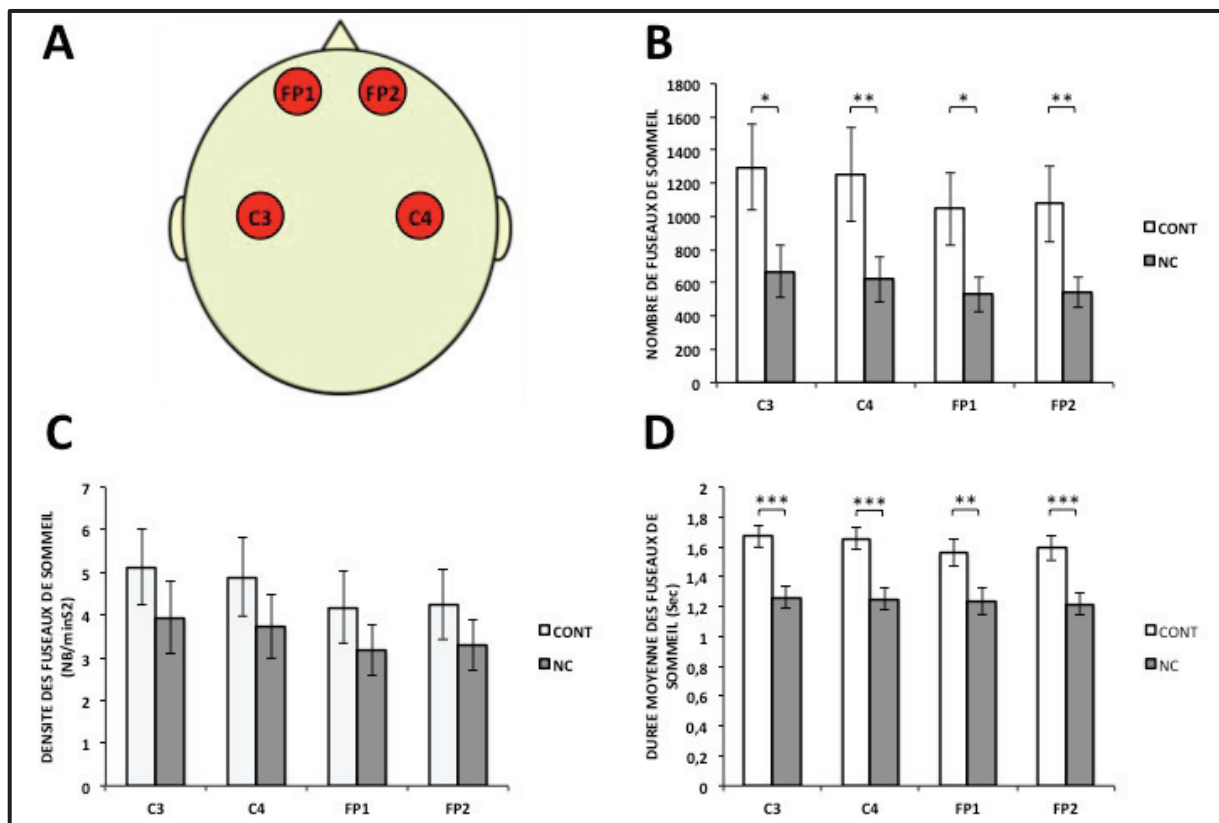 A
FP1 FP2
C3 C4
B
NOMBRE DE FUSEAUX DE SOMMEIL
1800
1600
1400
1200
1000
800
600
400
200
0
* ** * **
C3 C4 FP1 FP2
CONT
NC
C
DENSITE DES FUSEAUX DE SOMMEIL
(NB/minS2)
7
6
5
4
3
2
1
0
C3 C4 FP1 FP2
CONT
NC
D
DUREE MOYENNE DES FUSEAUX DE
SOMMEIL (Sec)
2
1,8
1,6
1,4
1,2
1
0,8
0,6
0,4
0,2
0
*** *** ** ***
C3 C4 FP1 FP2
CONT
NC